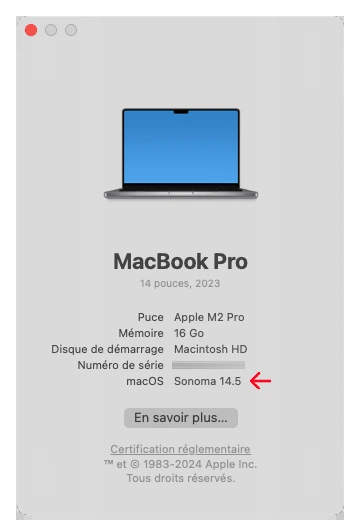 MacBook Pro
14 pouces, 2023
Puce Apple M2 Pro
Mémoire 16 Go
Disque de démarrage Macintosh HD
Numéro de série
macOS Sonoma 14.5
En savoir plus...
Certification réglementaire
™ et © 1983-2024 Apple Inc.
Tous droits réservés.